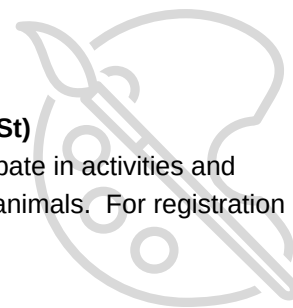 St)
pate in activities and
animals. For registration